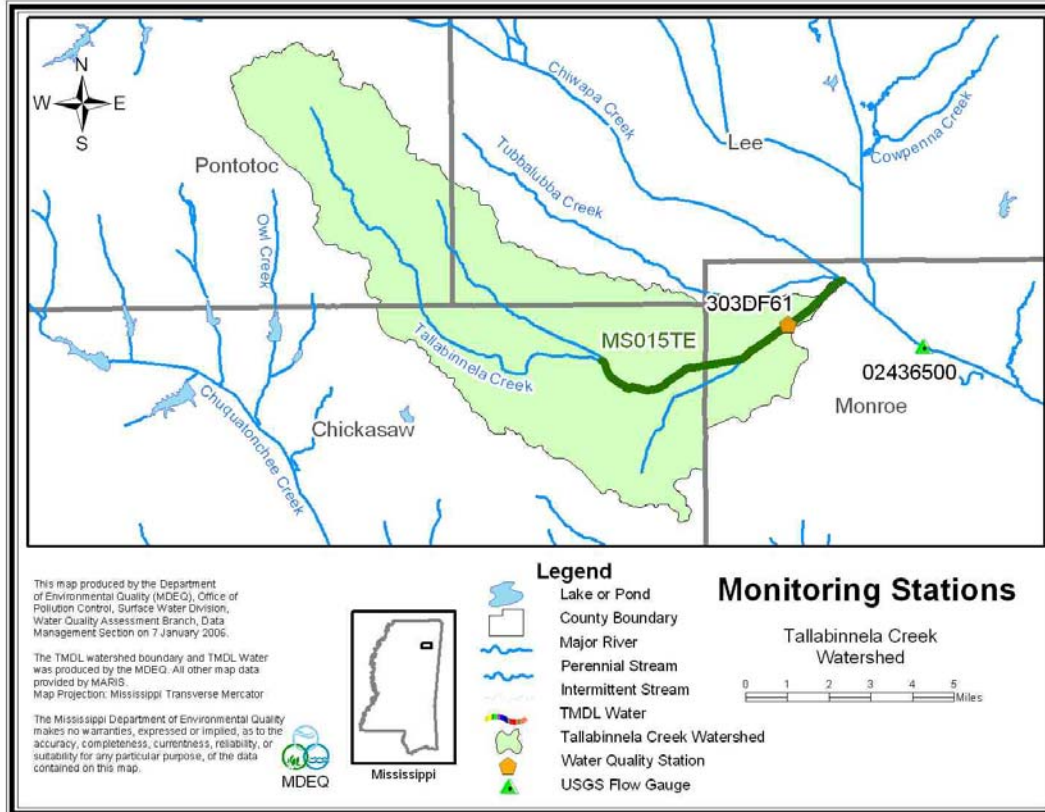 N
W E
S
Pontotoc
Chiwapa Creek
Lee
Cowpenna Creek
Tubbalubba Creek
Owl Creek
303DF61
MS015TE
Tallabinnela Creek
02436500
Monroe
Chickasaw
Chuquatonchee Creek
This map produced by the Department
of Environmental Quality (MDEQ), Office of
Pollution Control, Surface Water Division,
Water Quality Assessment Branch, Data
Management Section on 7 January 2006.
The TMDL watershed boundary and TMDL Water
was produced by the MDEQ. All other map data
provided by MARIS.
Map Projection: Mississippi Transverse Mercator
The Mississippi Department of Environmental Quality
makes no warranties, expressed or implied, as to the
accuracy, completeness, currentness, reliability, or
suitability for any particular purpose, of the data
contained on this map.
MDEQ
Mississippi
Legend
Lake or Pond
County Boundary
Major River
Perennial Stream
Intermittent Stream
TMDL Water
Tallabinnela Creek Watershed
Water Quality Station
USGS Flow Gauge
Monitoring Stations
Tallabinnela Creek
Watershed
0 1 2 3 4 5
Miles